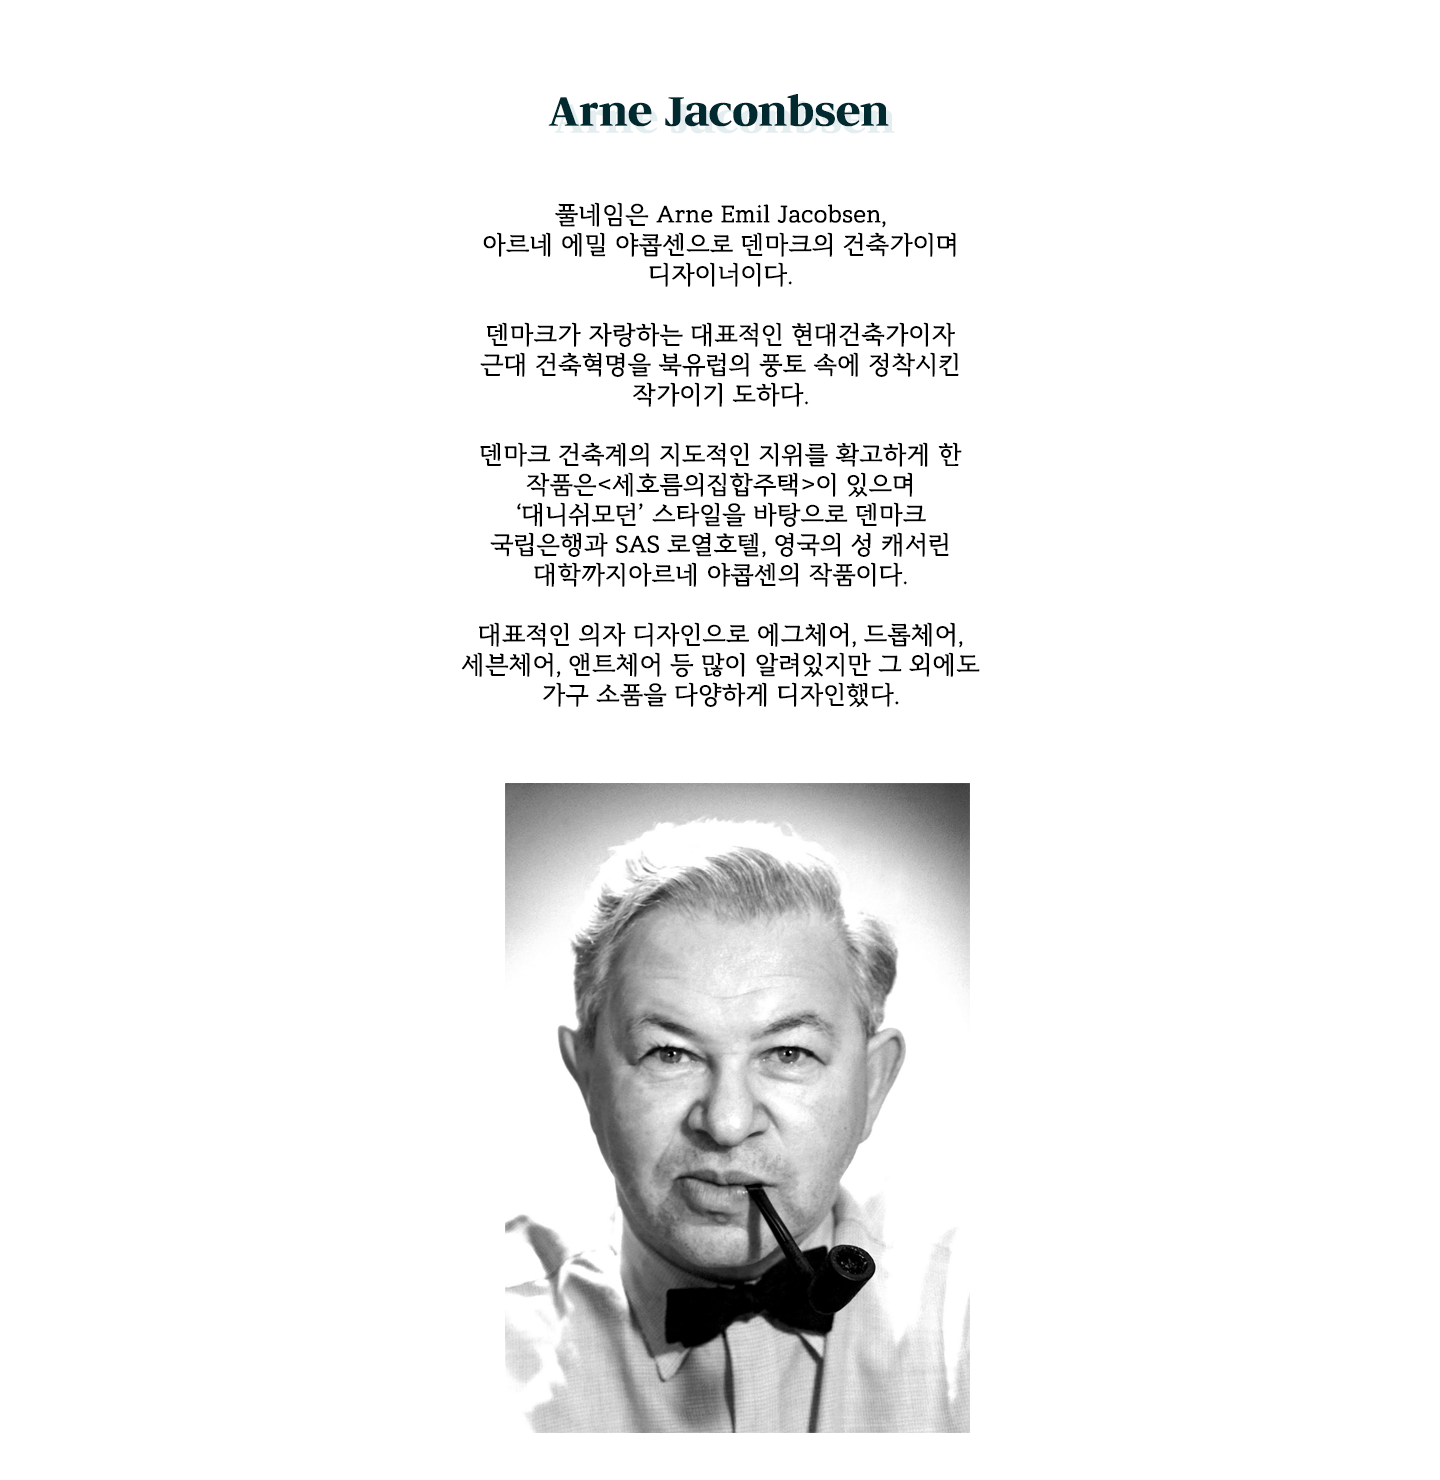 Arne Jaconbsen
풀네임은 Arne Emil Jacobsen,
아르네 에밀 야콥센으로 덴마크의 건축가이며
디자이너이다.
덴마크가 자랑하는 대표적인 현대건축가이자
근대 건축혁명을 북유럽의 풍토 속에 정착시킨
작가이기 도하다.
덴마크 건축계의 지도적인 지위를 확고하게 한
작품은<세호름의집합주택>이 있으며
‘대니쉬모던’ 스타일을 바탕으로 덴마크
국립은행과 SAS 로열호텔, 영국의 성 캐서린
대학까지아르네 야콥센의 작품이다.
대표적인 의자 디자인으로 에그체어, 드롭체어,
세븐체어, 앤트체어 등 많이 알려있지만 그 외에도
가구 소품을 다양하게 디자인했다.